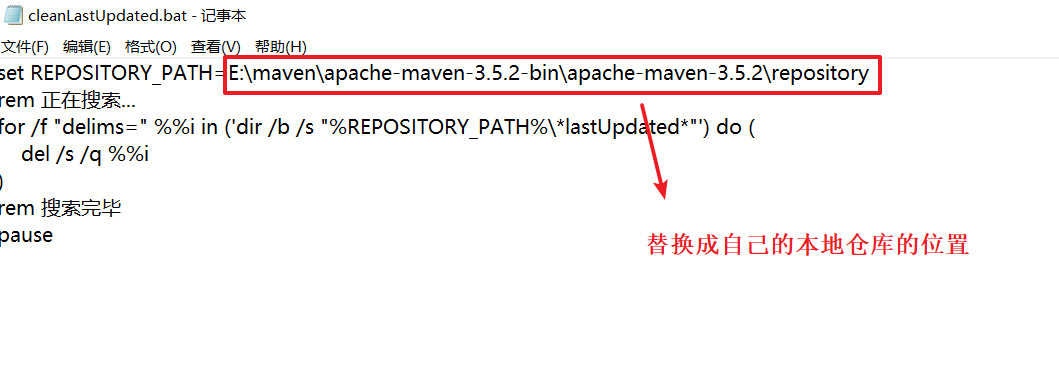 cleanLastUpdated.bat - 记事本
文件(F) 编辑(E) 格式(O) 查看(V) 帮助(H)
set REPOSITORY_PATH=E:\maven\apache-maven-3.5.2-bin\apache-maven-3.5.2\repository
rem 正在搜索...
for /f "delims=" %%i in ('dir /b /s "%REPOSITORY_PATH%\*lastUpdated*"') do (
del /s /q %%i
)
rem 搜索完毕
pause
替换成自己的本地仓库的位置